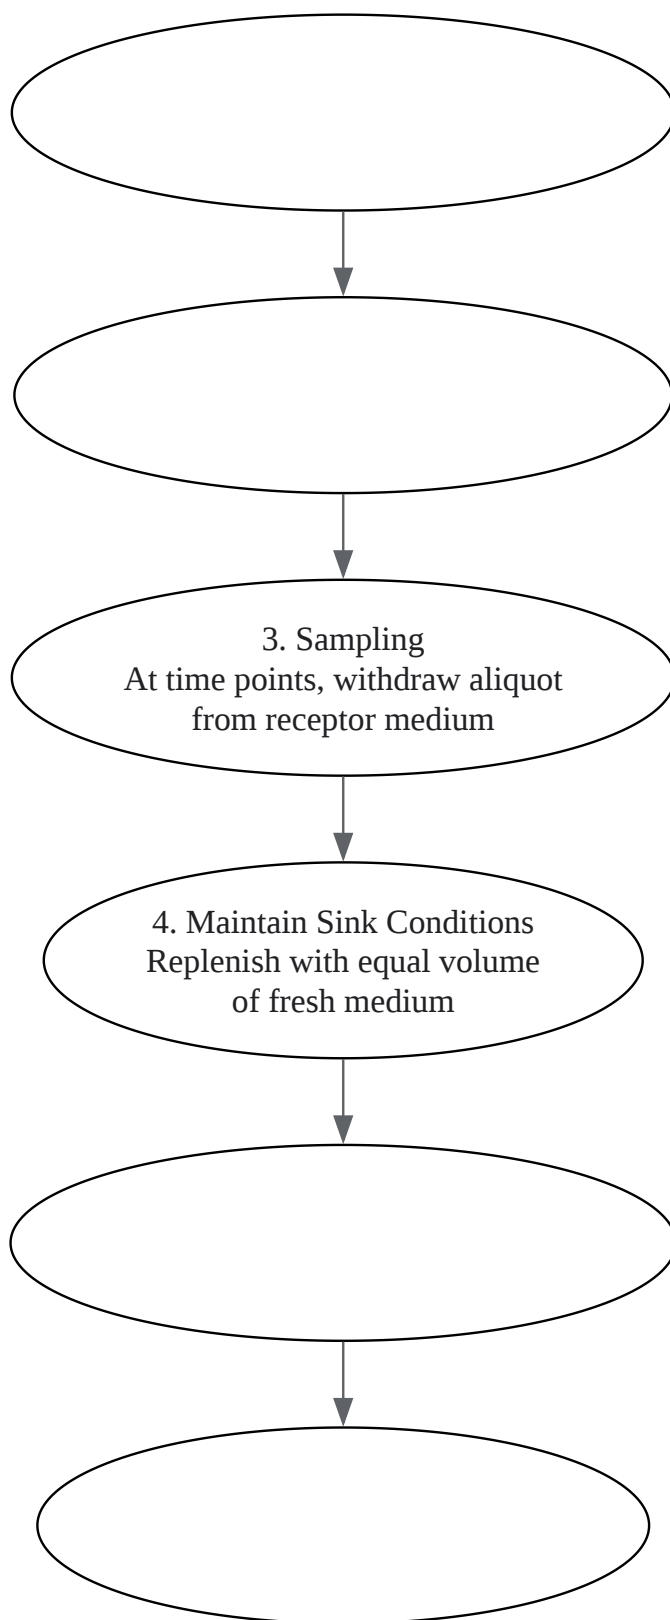 3. Sampling
At time points, withdraw aliquot
from receptor medium
4. Maintain Sink Conditions
Replenish with equal volume
of fresh medium